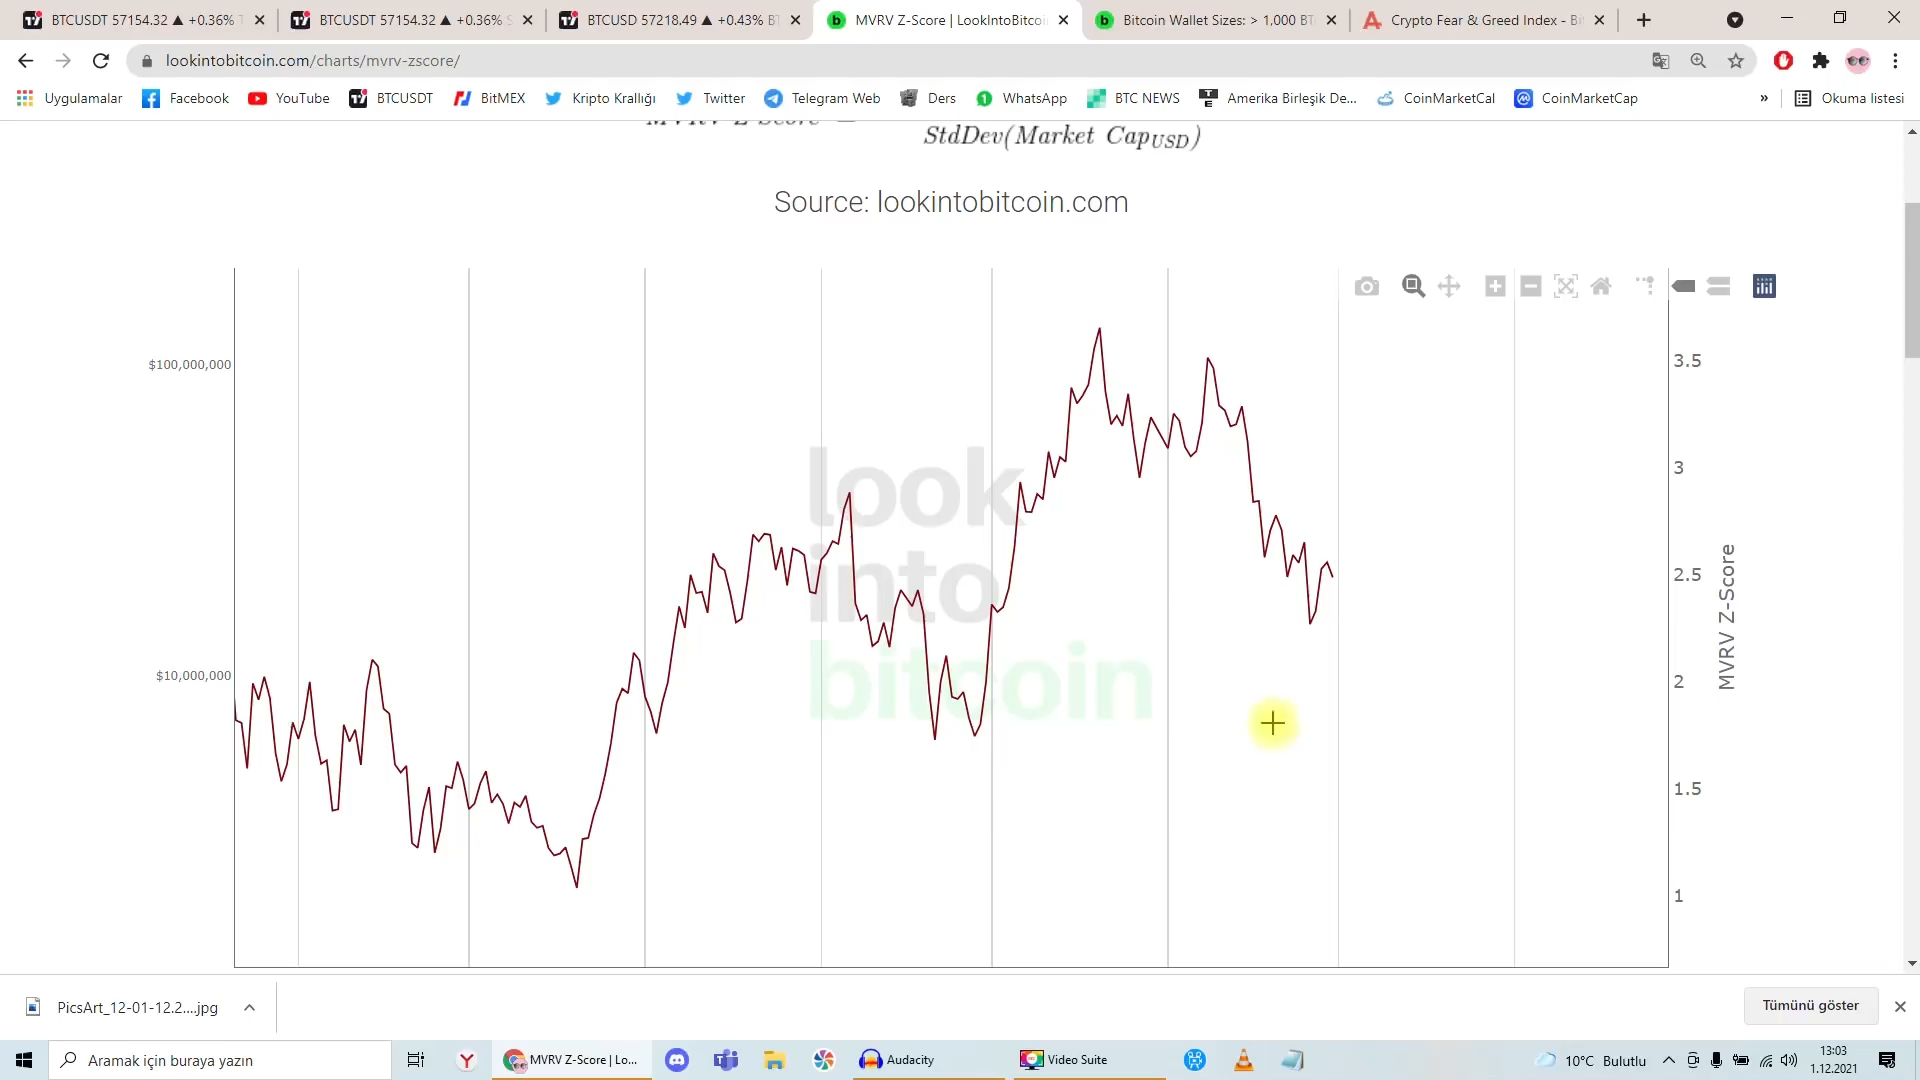 BTCUSDT 57154.32 ▲ +0.36%
BTCUSDT 57154.32 ▲ +0.36%
BTCUSD 57218.49 ▲ +0.43%
MVRV Z-Score | LookIntoBitcoin
Bitcoin Wallet Sizes: > 1,000 BT
Crypto Fear & Greed Index - Bi
lookintobitcoin.com/charts/mvrv-zscore/
Uygulamalar Facebook YouTube BTCUSDT BitMEX Kripto Krallığı Twitter Telegram Web Ders WhatsApp BTC NEWS Amerika Birleşik De... CoinMarketCal CoinMarketCap » Okuma listesi
StdDev(Market Cap USD)
Source: lookintobitcoin.com
$100,000,000
$10,000,000
look
into
bitcoin
3.5
3
2.5
2
1.5
1
MVRV Z-Score
PicsArt_12-01-12.2....jpg
Tümünü göster
Aramak için buraya yazın
MVRV Z-Score | Lo...
Audacity
Video Suite
10°C Bulutlu
13:03
1.12.2021